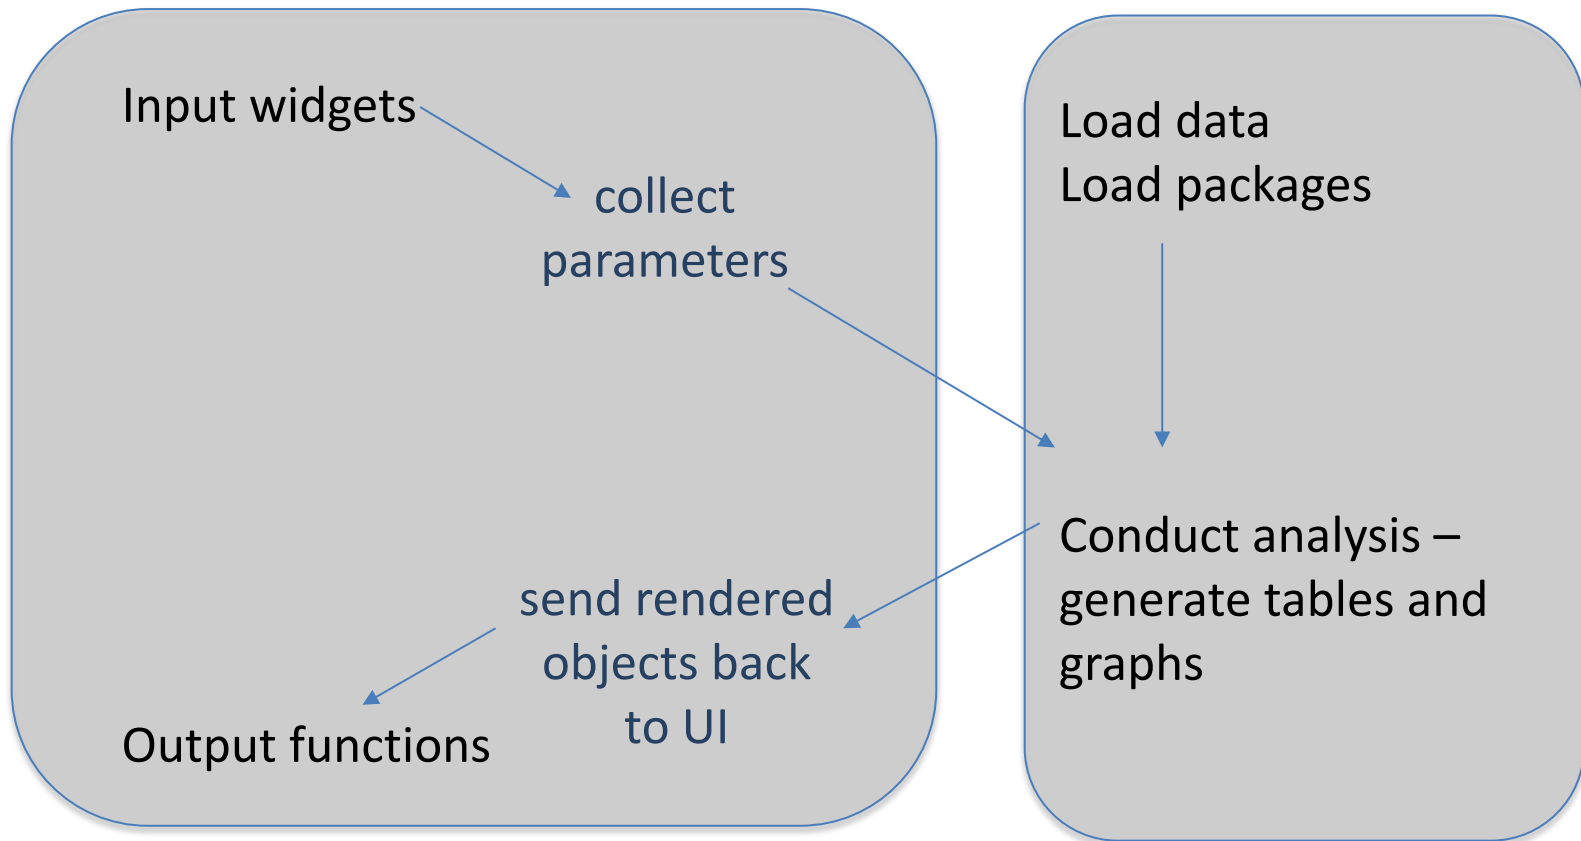 Input widgets
collect
parameters
send rendered
objects back
to UI
Output functions
Load data
Load packages
Conduct analysis –
generate tables and
graphs